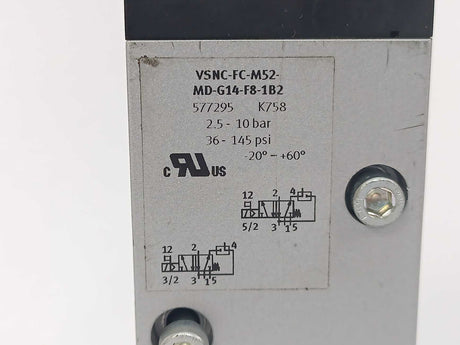 VSNC-FC-M52-
MD-G14-F8-1B2
577295 K758
2.5 - 10 bar
36 - 145 psi
-20° – +60°
c RU US
12 2 4
5/2 3 1 5
12 2 4
3/2 3 1 5